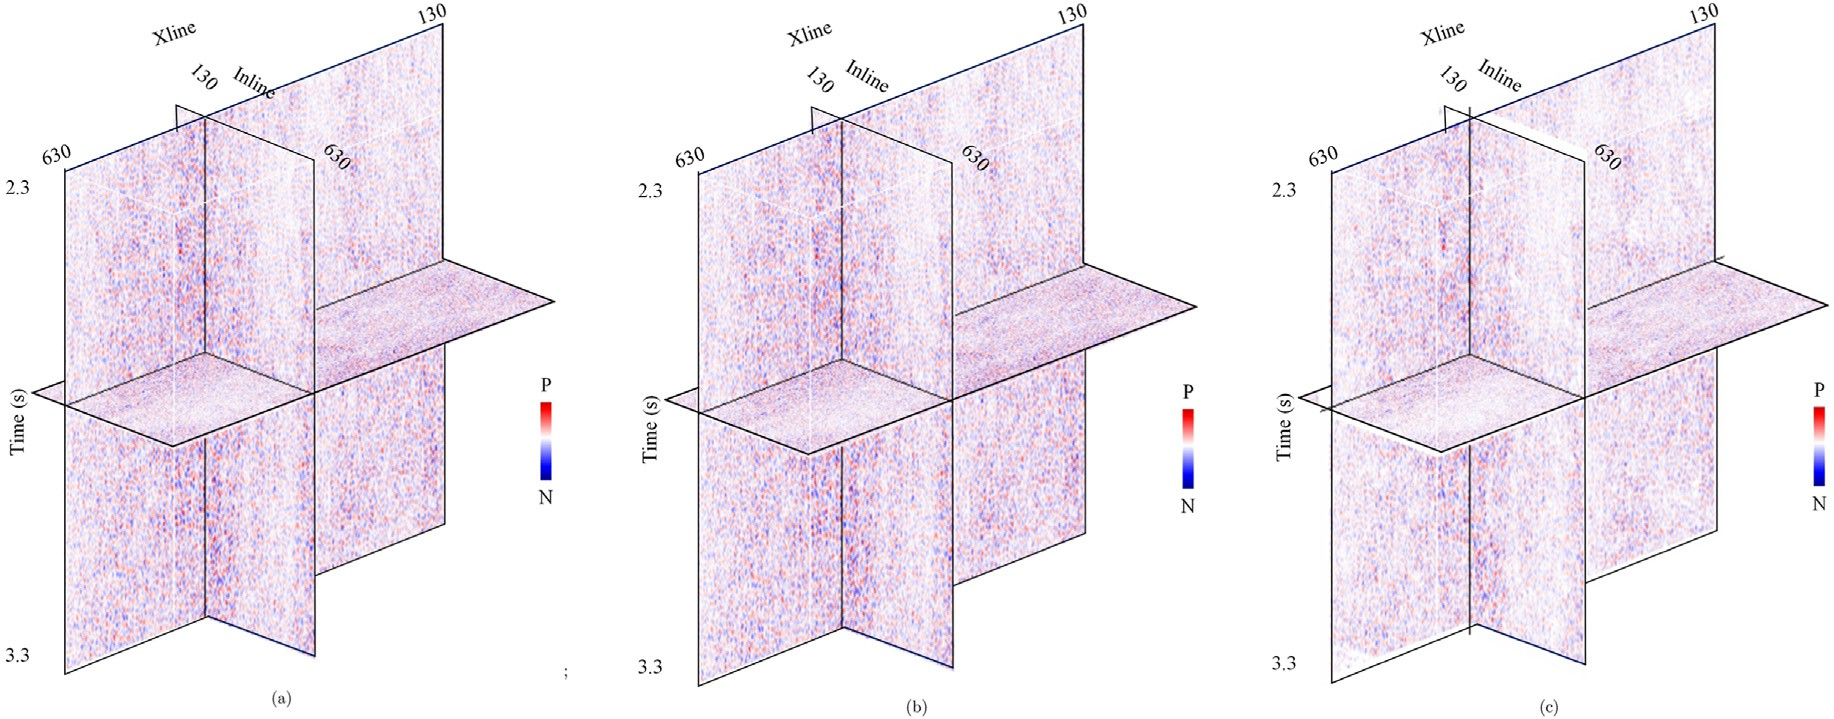 130
Xline
130
Inline
630
630
2.3
Time (s)
P
N
3.3
;
(a)
130
Xline
130
Inline
630
630
2.3
Time (s)
P
N
3.3
(b)
130
Xline
130
Inline
630
630
2.3
Time (s)
P
N
3.3
(c)